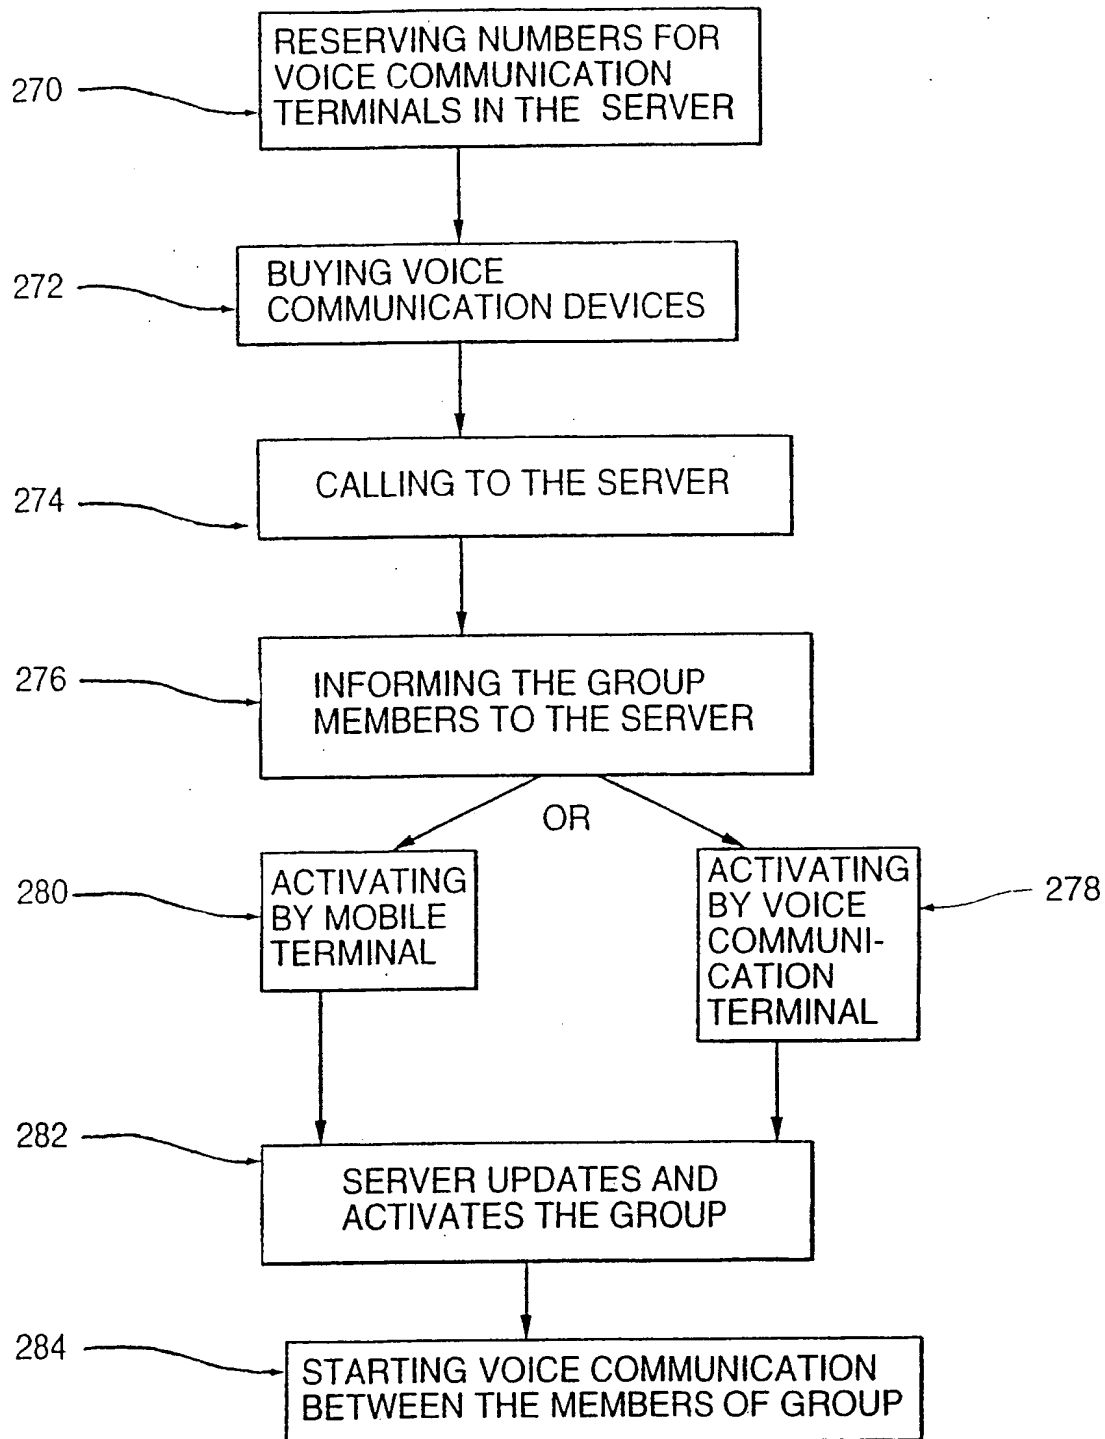 RESERVING NUMBERS FOR
VOICE COMMUNICATION
TERMINALS IN THE SERVER
270
BUYING VOICE
COMMUNICATION DEVICES
272
CALLING TO THE SERVER
274
INFORMING THE GROUP
MEMBERS TO THE SERVER
276
OR
280
ACTIVATING
BY MOBILE
TERMINAL
ACTIVATING
BY VOICE
COMMUNI-
CATION
TERMINAL
278
282
SERVER UPDATES AND
ACTIVATES THE GROUP
284
STARTING VOICE COMMUNICATION
BETWEEN THE MEMBERS OF GROUP